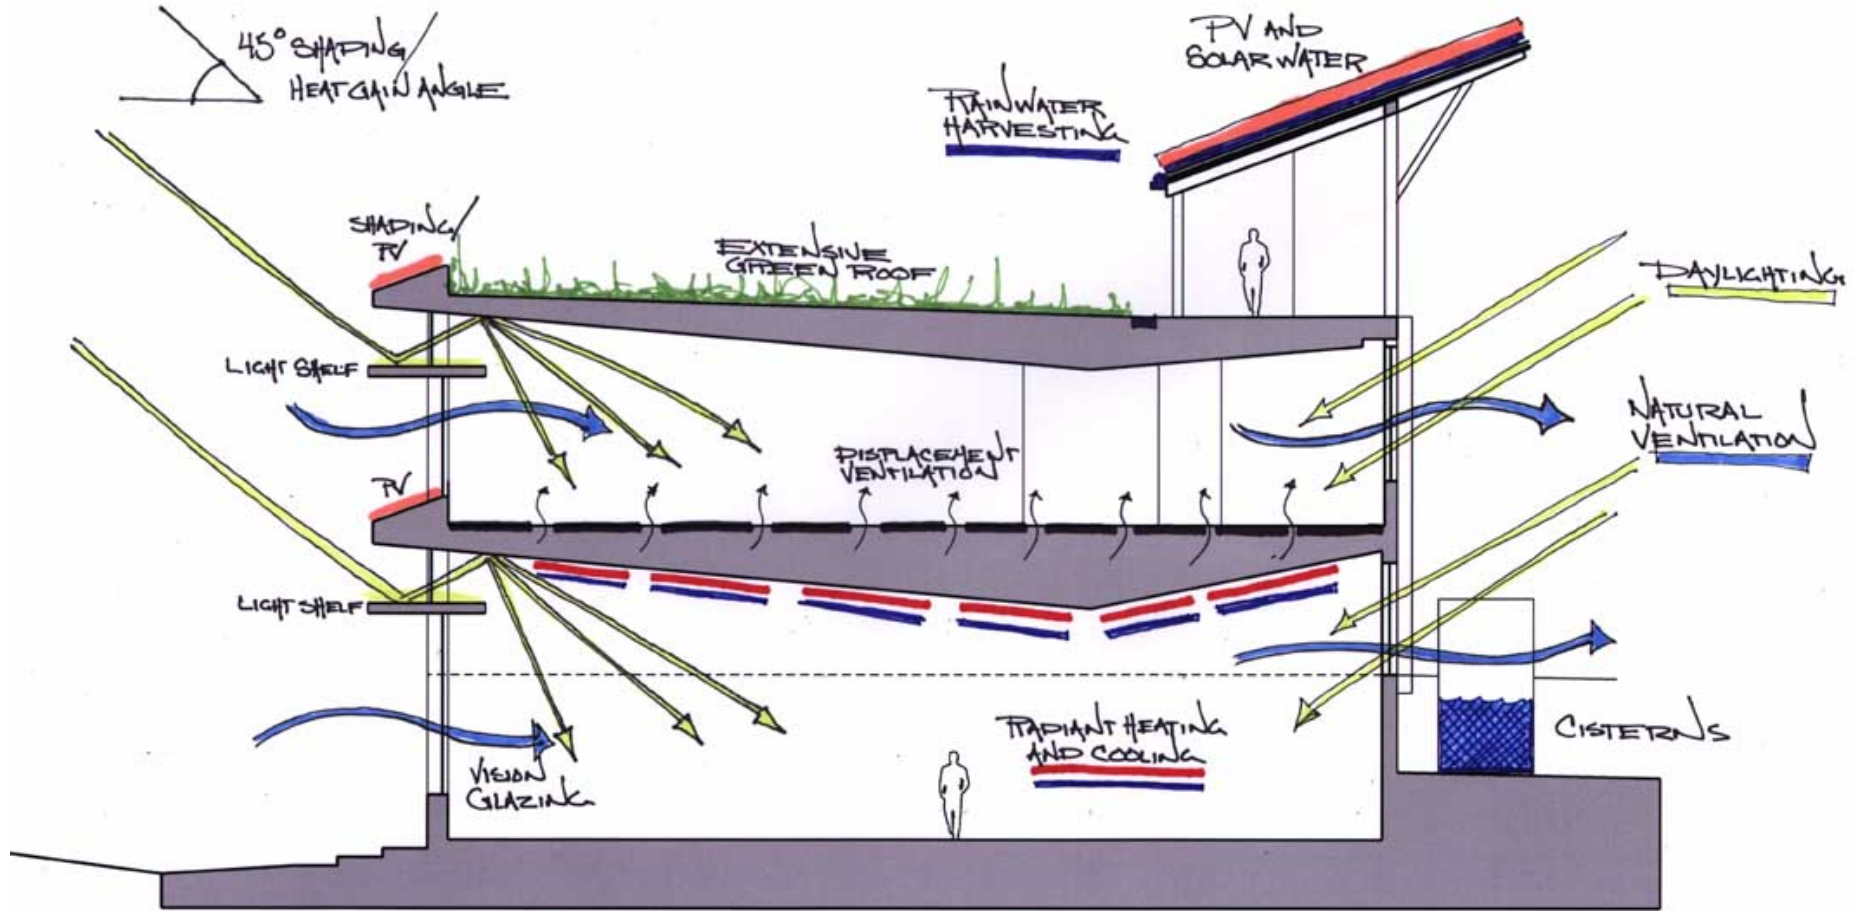 45° SHADING/
HEAT GAIN ANGLE
PV AND
SOLAR WATER
RAINWATER
HARVESTING
SHADING/
PV
EXTENSIVE
GREEN ROOF
DAYLIGHTING
LIGHT SHELF
NATURAL
VENTILATION
DISPLACEMENT
VENTILATION
PV
LIGHT SHELF
RADIANT HEATING
AND COOLING
CISTERNS
VISION
GLAZING